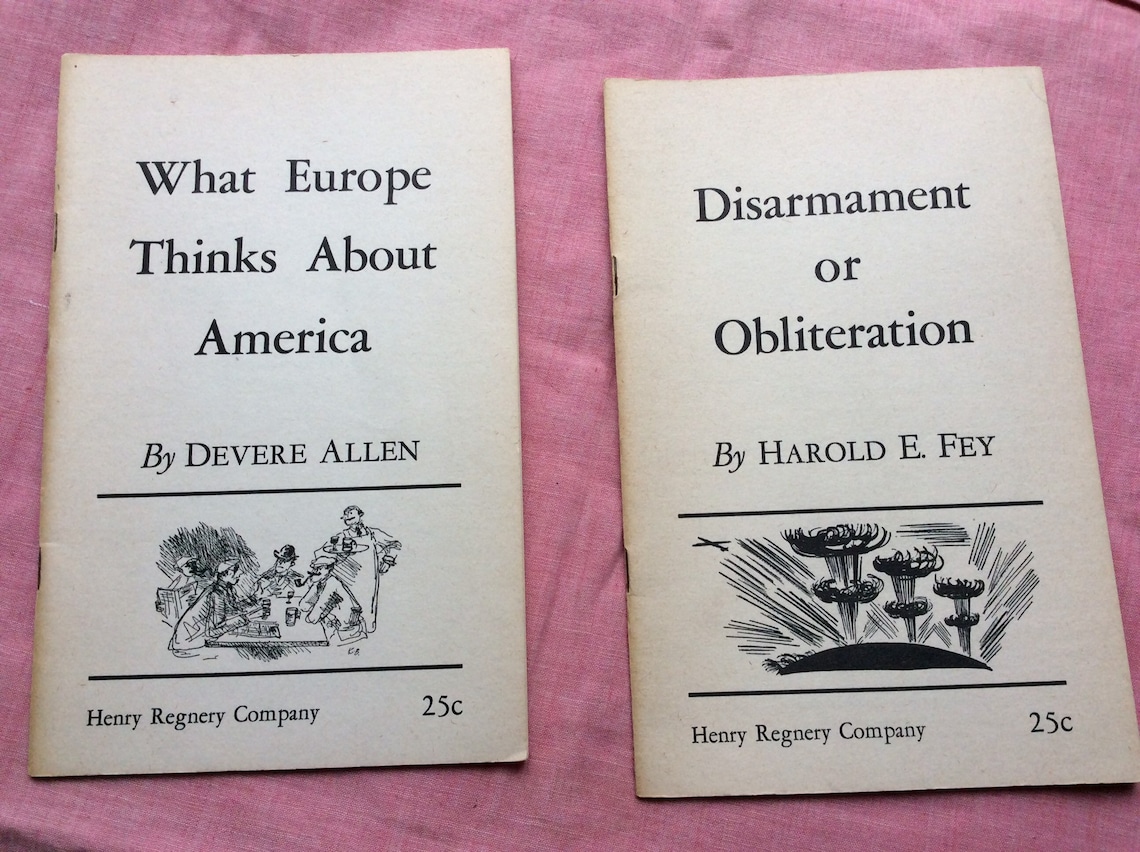 What Europe
Thinks About
America
By DEVERE ALLEN
Henry Regnery Company 25c
Disarmament
or
Obliteration
By HAROLD E. FEY
Henry Regnery Company 25c